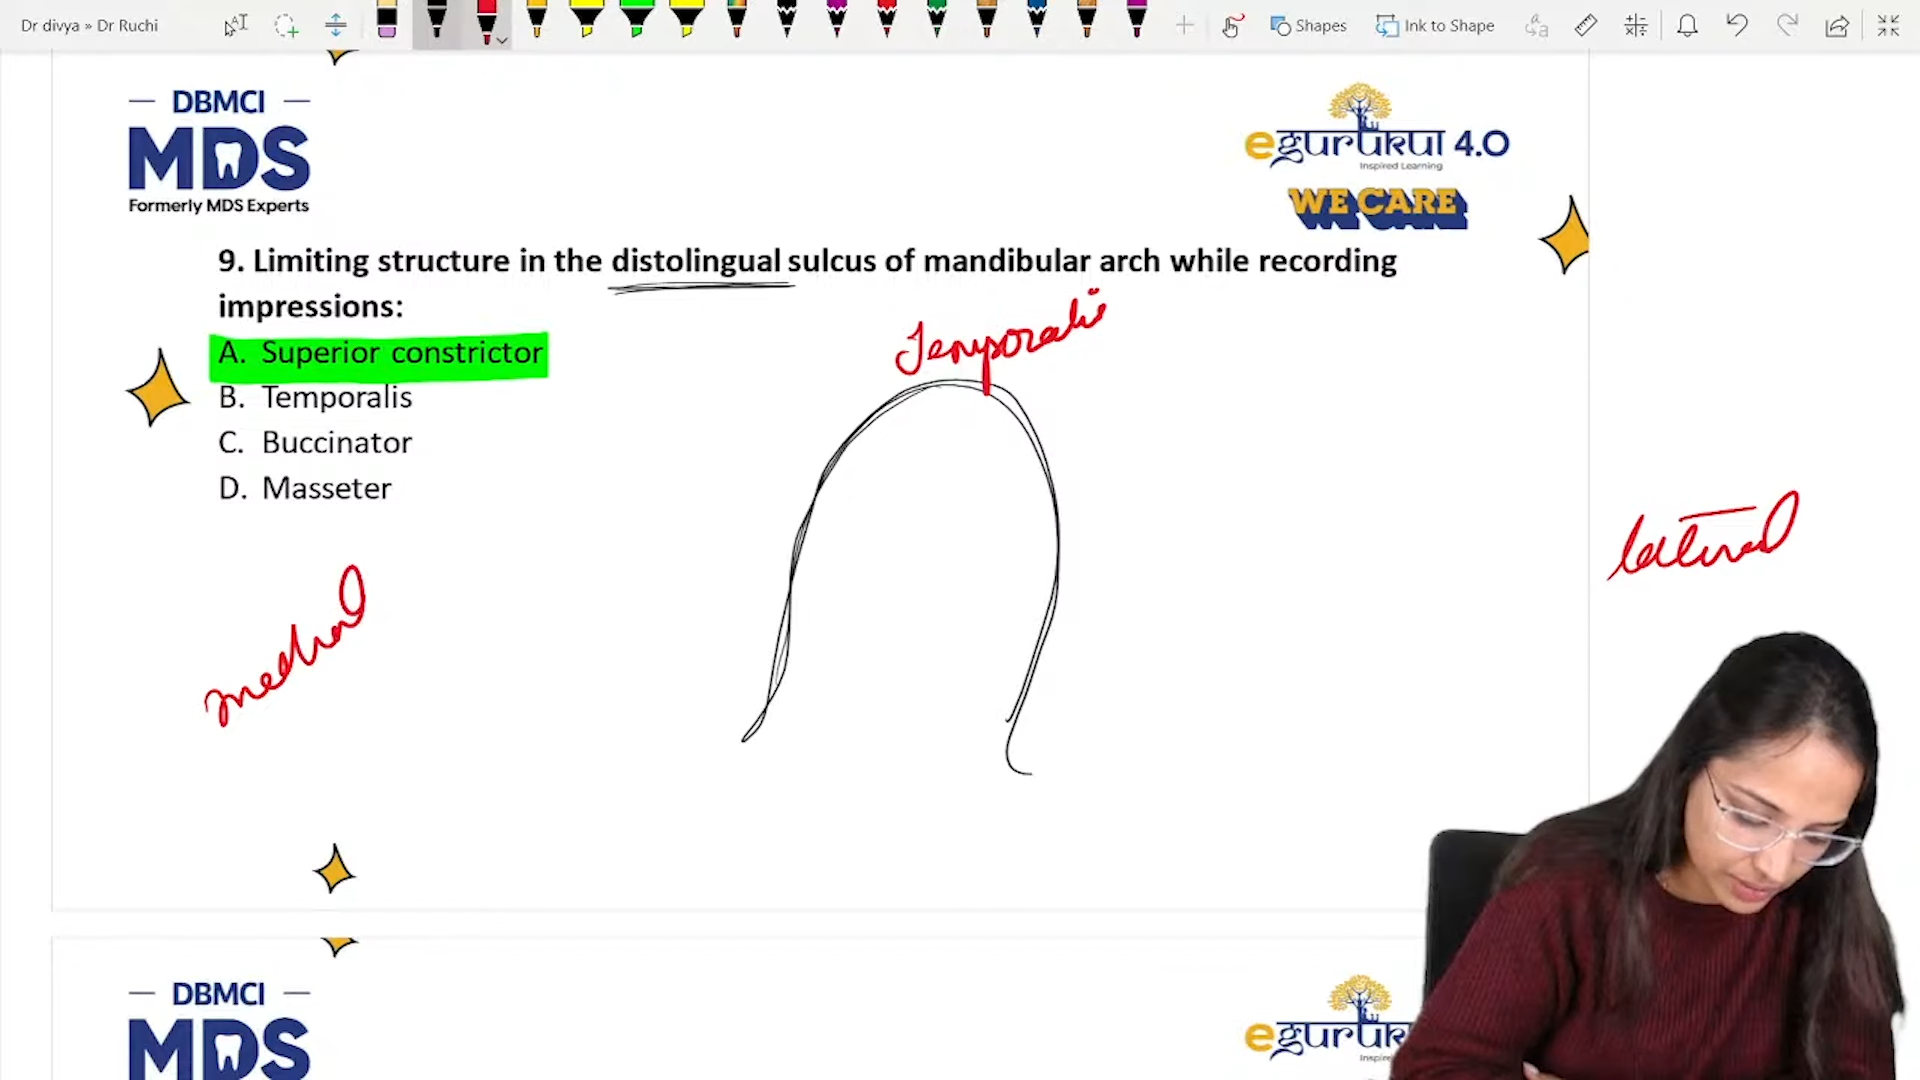 Dr divya » Dr Ruchi
Shapes
Ink to Shape
DBMCI
MDS
Formerly MDS Experts
egurukul 4.0
Inspired Learning
WE CARE
9. Limiting structure in the distolingual sulcus of mandibular arch while recording
impressions:
Temporalis
A. Superior constrictor
B. Temporalis
C. Buccinator
D. Masseter
lateral
medial
DBMCI
MDS
eguruk
Inspire